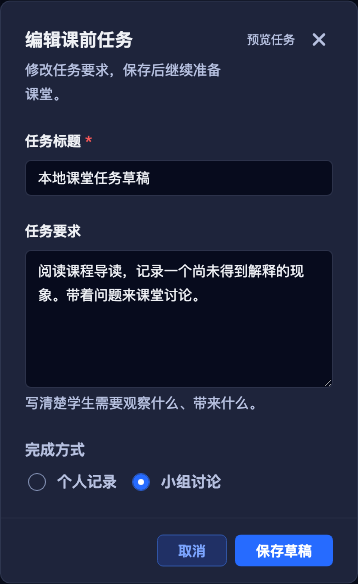 编辑课前任务
预览任务
修改任务要求，保存后继续准备
课堂。
任务标题 *
本地课堂任务草稿
任务要求
阅读课程导读，记录一个尚未得到解释的现
象。带着问题来课堂讨论。
写清楚学生需要观察什么、带来什么。
完成方式
个人记录
小组讨论
取消
保存草稿